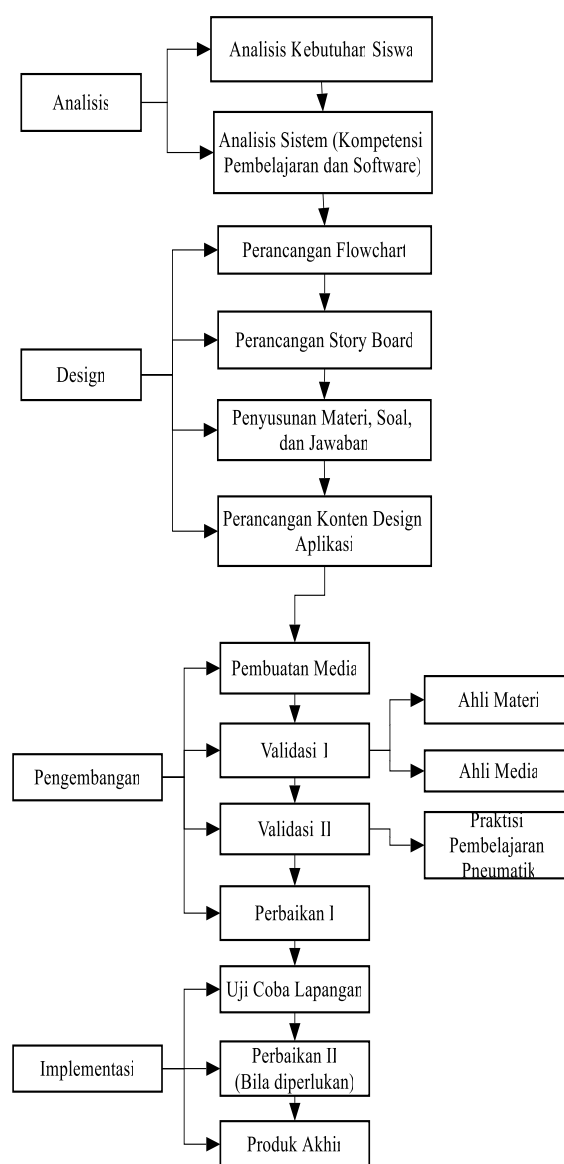 Analisis Kebutuhan Siswa
Analisis
Analisis Sistem (Kompetensi
Pembelajaran dan Software)
Perancangan Flowchart
Perancangan Story Board
Design
Penyusunan Materi, Soal,
dan Jawaban
Perancangan Konten Design
Aplikasi
Pembuatan Media
Ahli Materi
Validasi I
Ahli Media
Pengembangan
Validasi II
Praktisi
Pembelajaran
Pneumatik
Perbaikan I
Uji Coba Lapangan
Implementasi
Perbaikan II
(Bila diperlukan)
Produk Akhir